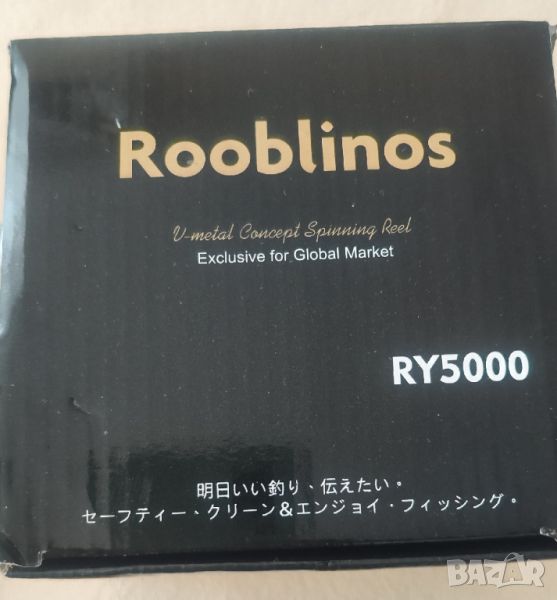 Rooblinos
U-metal Concept Spinning Reel
Exclusive for Global Market
RY5000
明日いい釣り、伝えたい。
セーフティー・クリーン&エンジョイ・フィッシング。
BAZAR